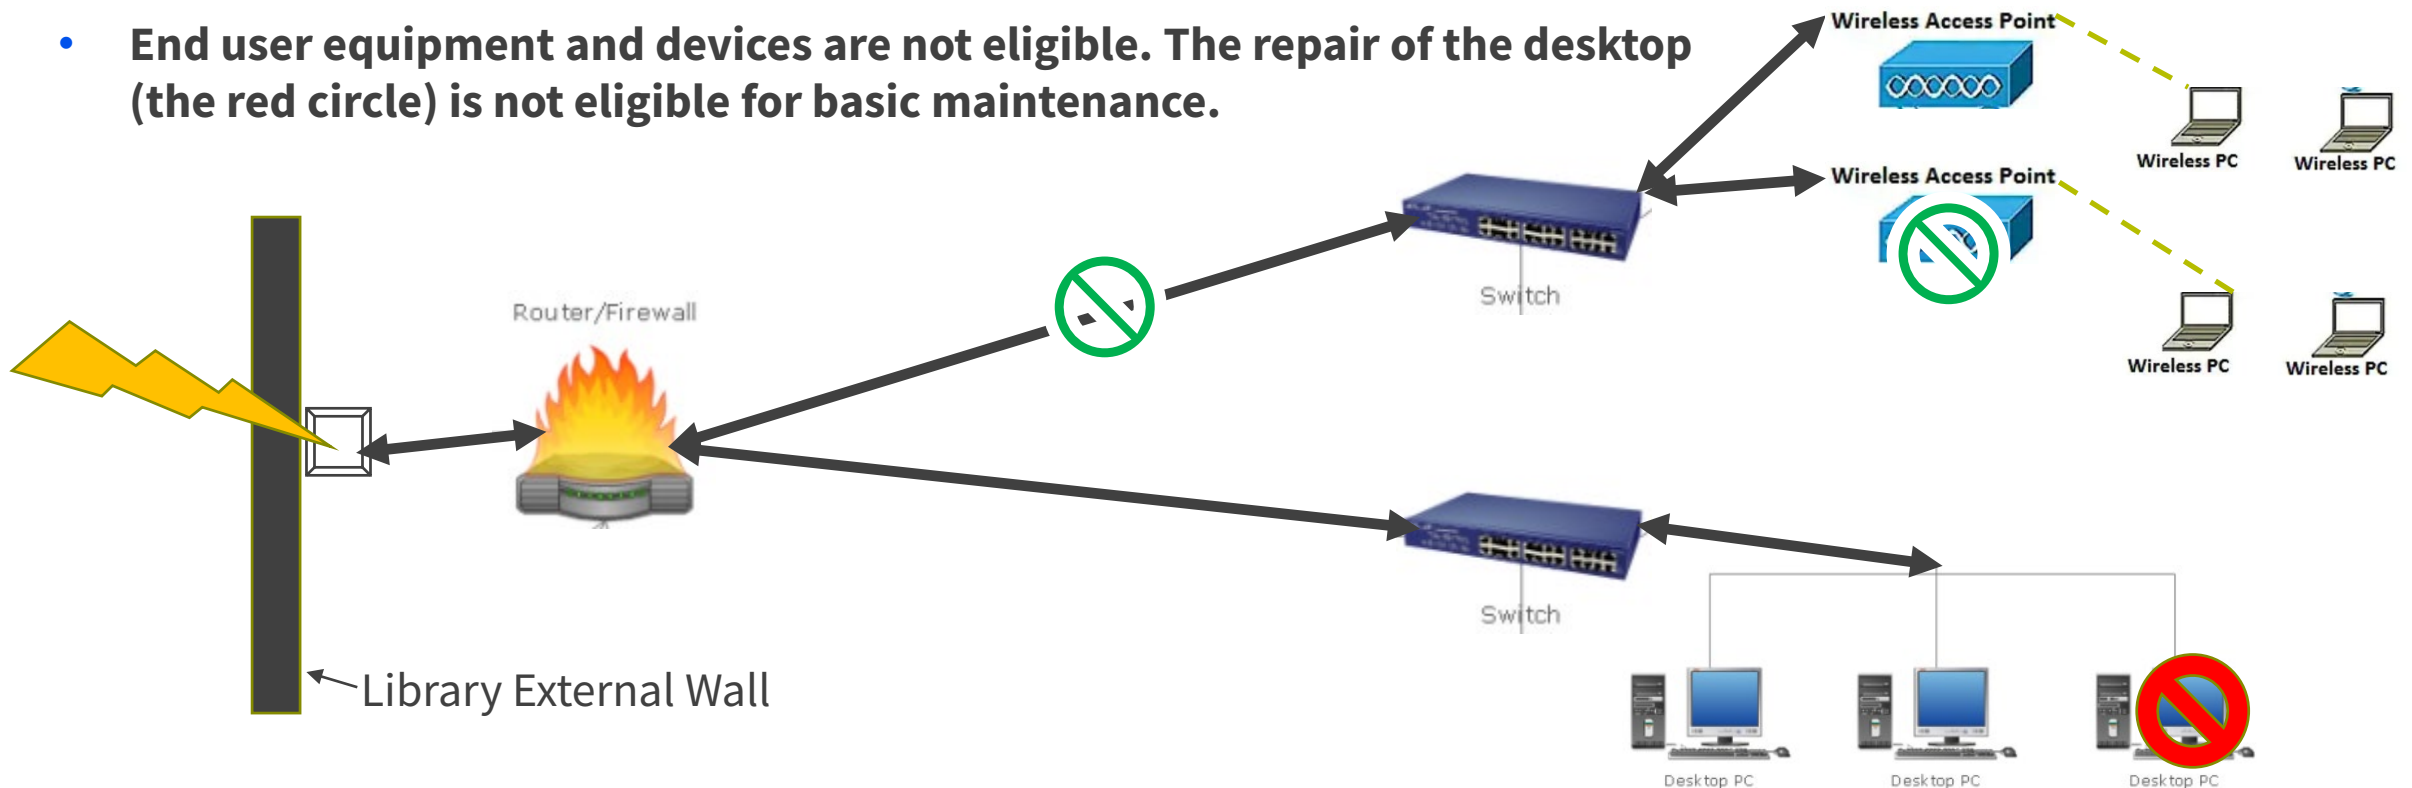 • End user equipment and devices are not eligible. The repair of the desktop
(the red circle) is not eligible for basic maintenance.
Wireless Access Point
Wireless PC
Wireless PC
Wireless Access Point
Switch
Router/Firewall
Wireless PC
Wireless PC
Switch
Library External Wall
Desktop PC
Desktop PC
Desktop PC